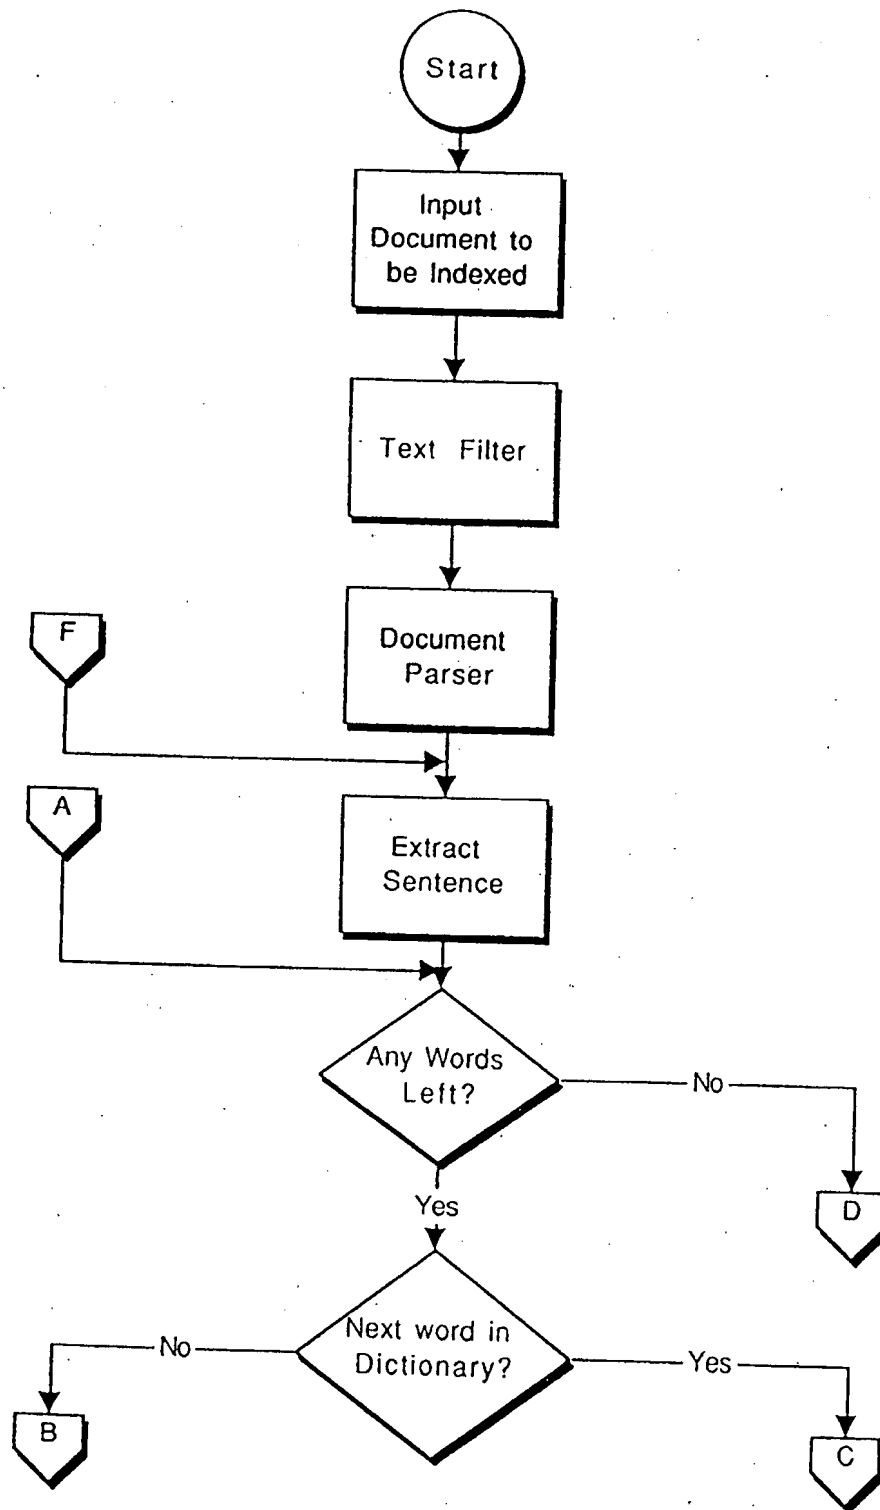 Start
Input
Document to
be Indexed
Text Filter
Document
Parser
F
A
Extract
Sentence
Any Words
Left?
No
D
Yes
Next word in
Dictionary?
No
Yes
B
C